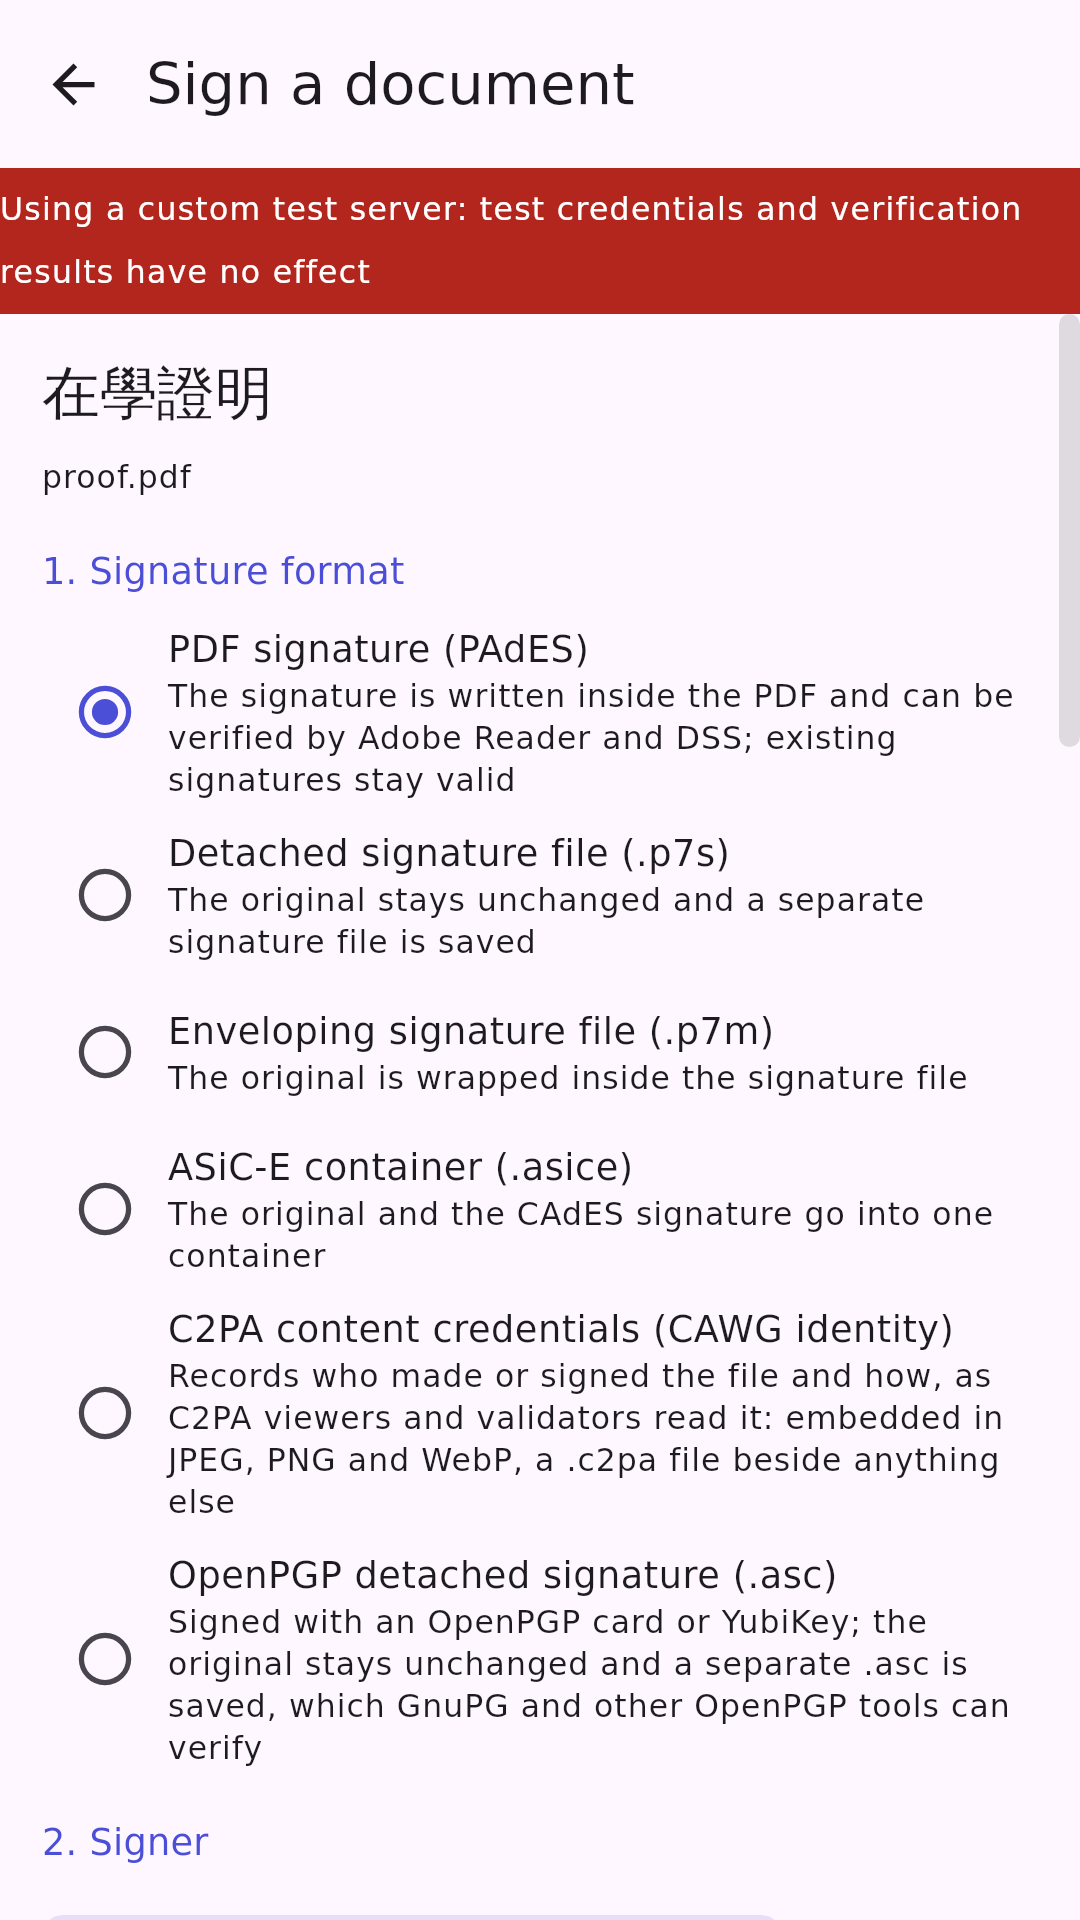 Sign a document
Using a custom test server: test credentials and verification
results have no effect
在學證明
proof.pdf
1. Signature format
PDF signature (PAdES)
The signature is written inside the PDF and can be
verified by Adobe Reader and DSS; existing
signatures stay valid
Detached signature file (.p7s)
The original stays unchanged and a separate
signature file is saved
Enveloping signature file (.p7m)
The original is wrapped inside the signature file
ASiC-E container (.asice)
The original and the CAdES signature go into one
container
C2PA content credentials (CAWG identity)
Records who made or signed the file and how, as
C2PA viewers and validators read it: embedded in
JPEG, PNG and WebP, a .c2pa file beside anything
else
OpenPGP detached signature (.asc)
Signed with an OpenPGP card or YubiKey; the
original stays unchanged and a separate .asc is
saved, which GnuPG and other OpenPGP tools can
verify
2. Signer